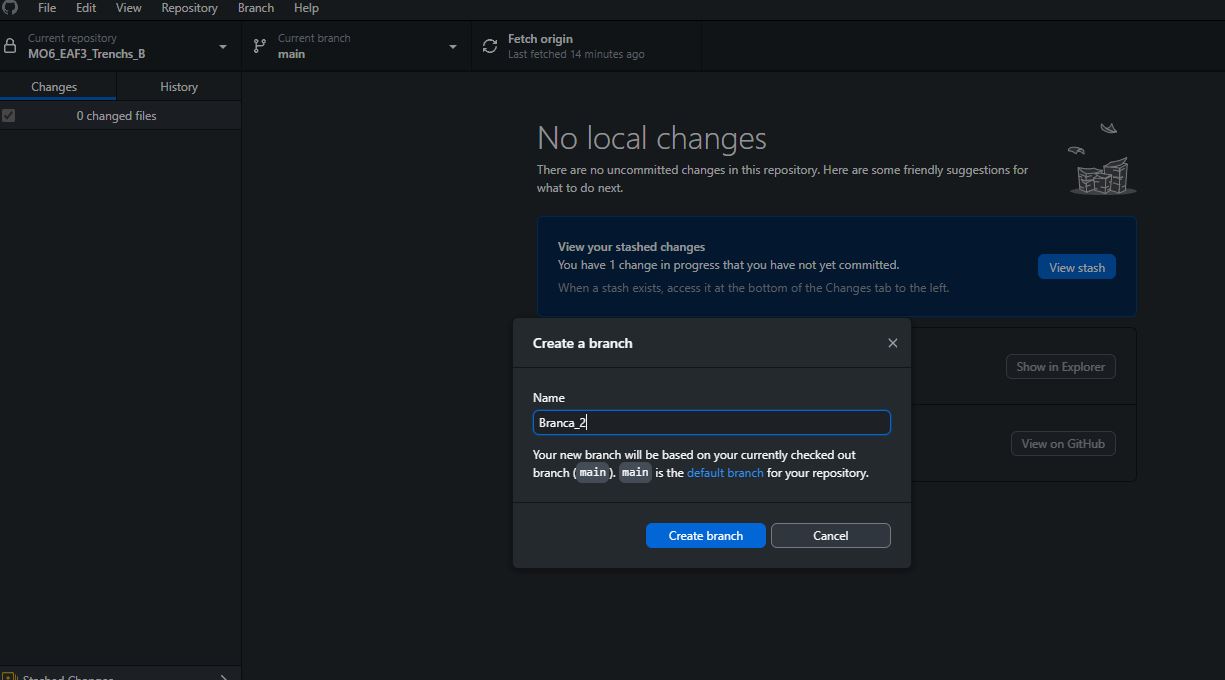 File Edit View Repository Branch Help
Current repository
MO6_EAF3_Trenchs_B
Current branch
main
Fetch origin
Last fetched 14 minutes ago
Changes History
0 changed files
No local changes
There are no uncommitted changes in this repository. Here are some friendly suggestions for
what to do next.
View your stashed changes
You have 1 change in progress that you have not yet committed.
When a stash exists, access it at the bottom of the Changes tab to the left.
View stash
Create a branch
Name
Branca_2
Your new branch will be based on your currently checked out
branch (main). main is the default branch for your repository.
Create branch Cancel
Show in Explorer
View on GitHub
Stashed Changes